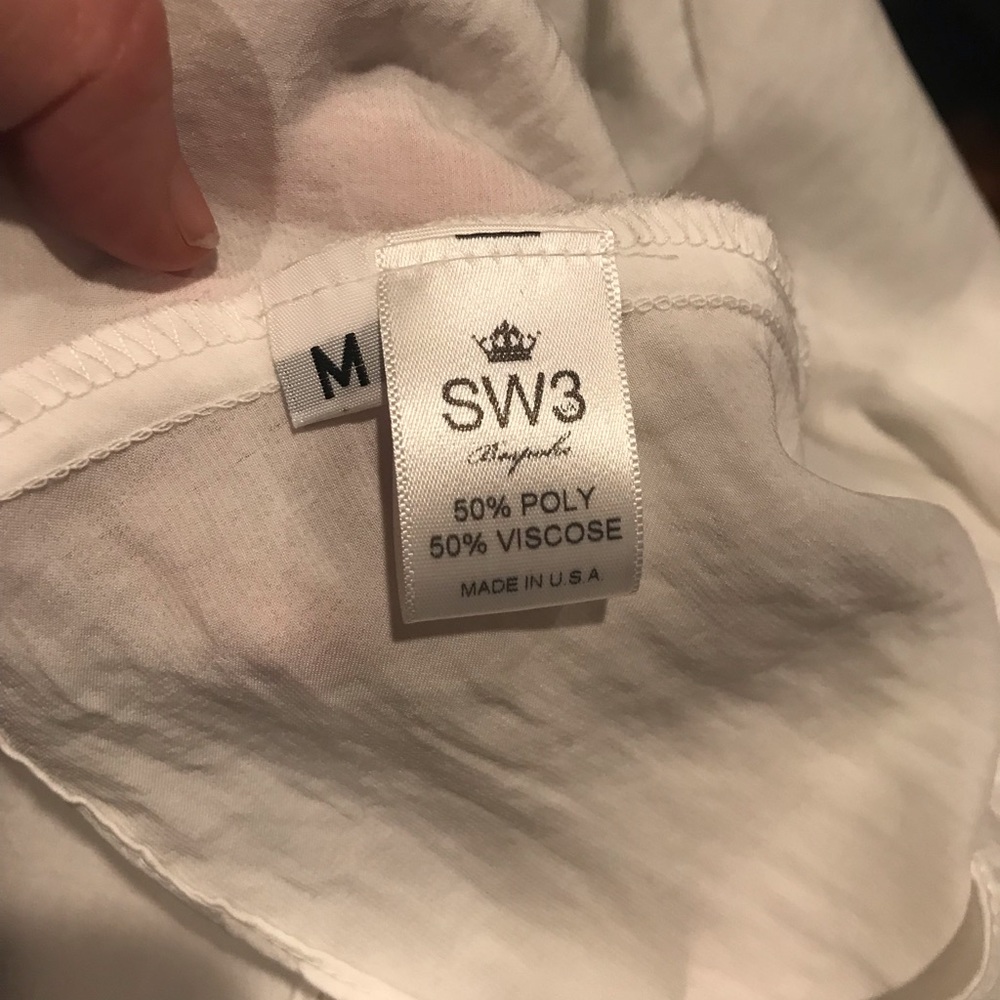 M
SW3
Bespoke
50% POLY
50% VISCOSE
MADE IN U.S.A